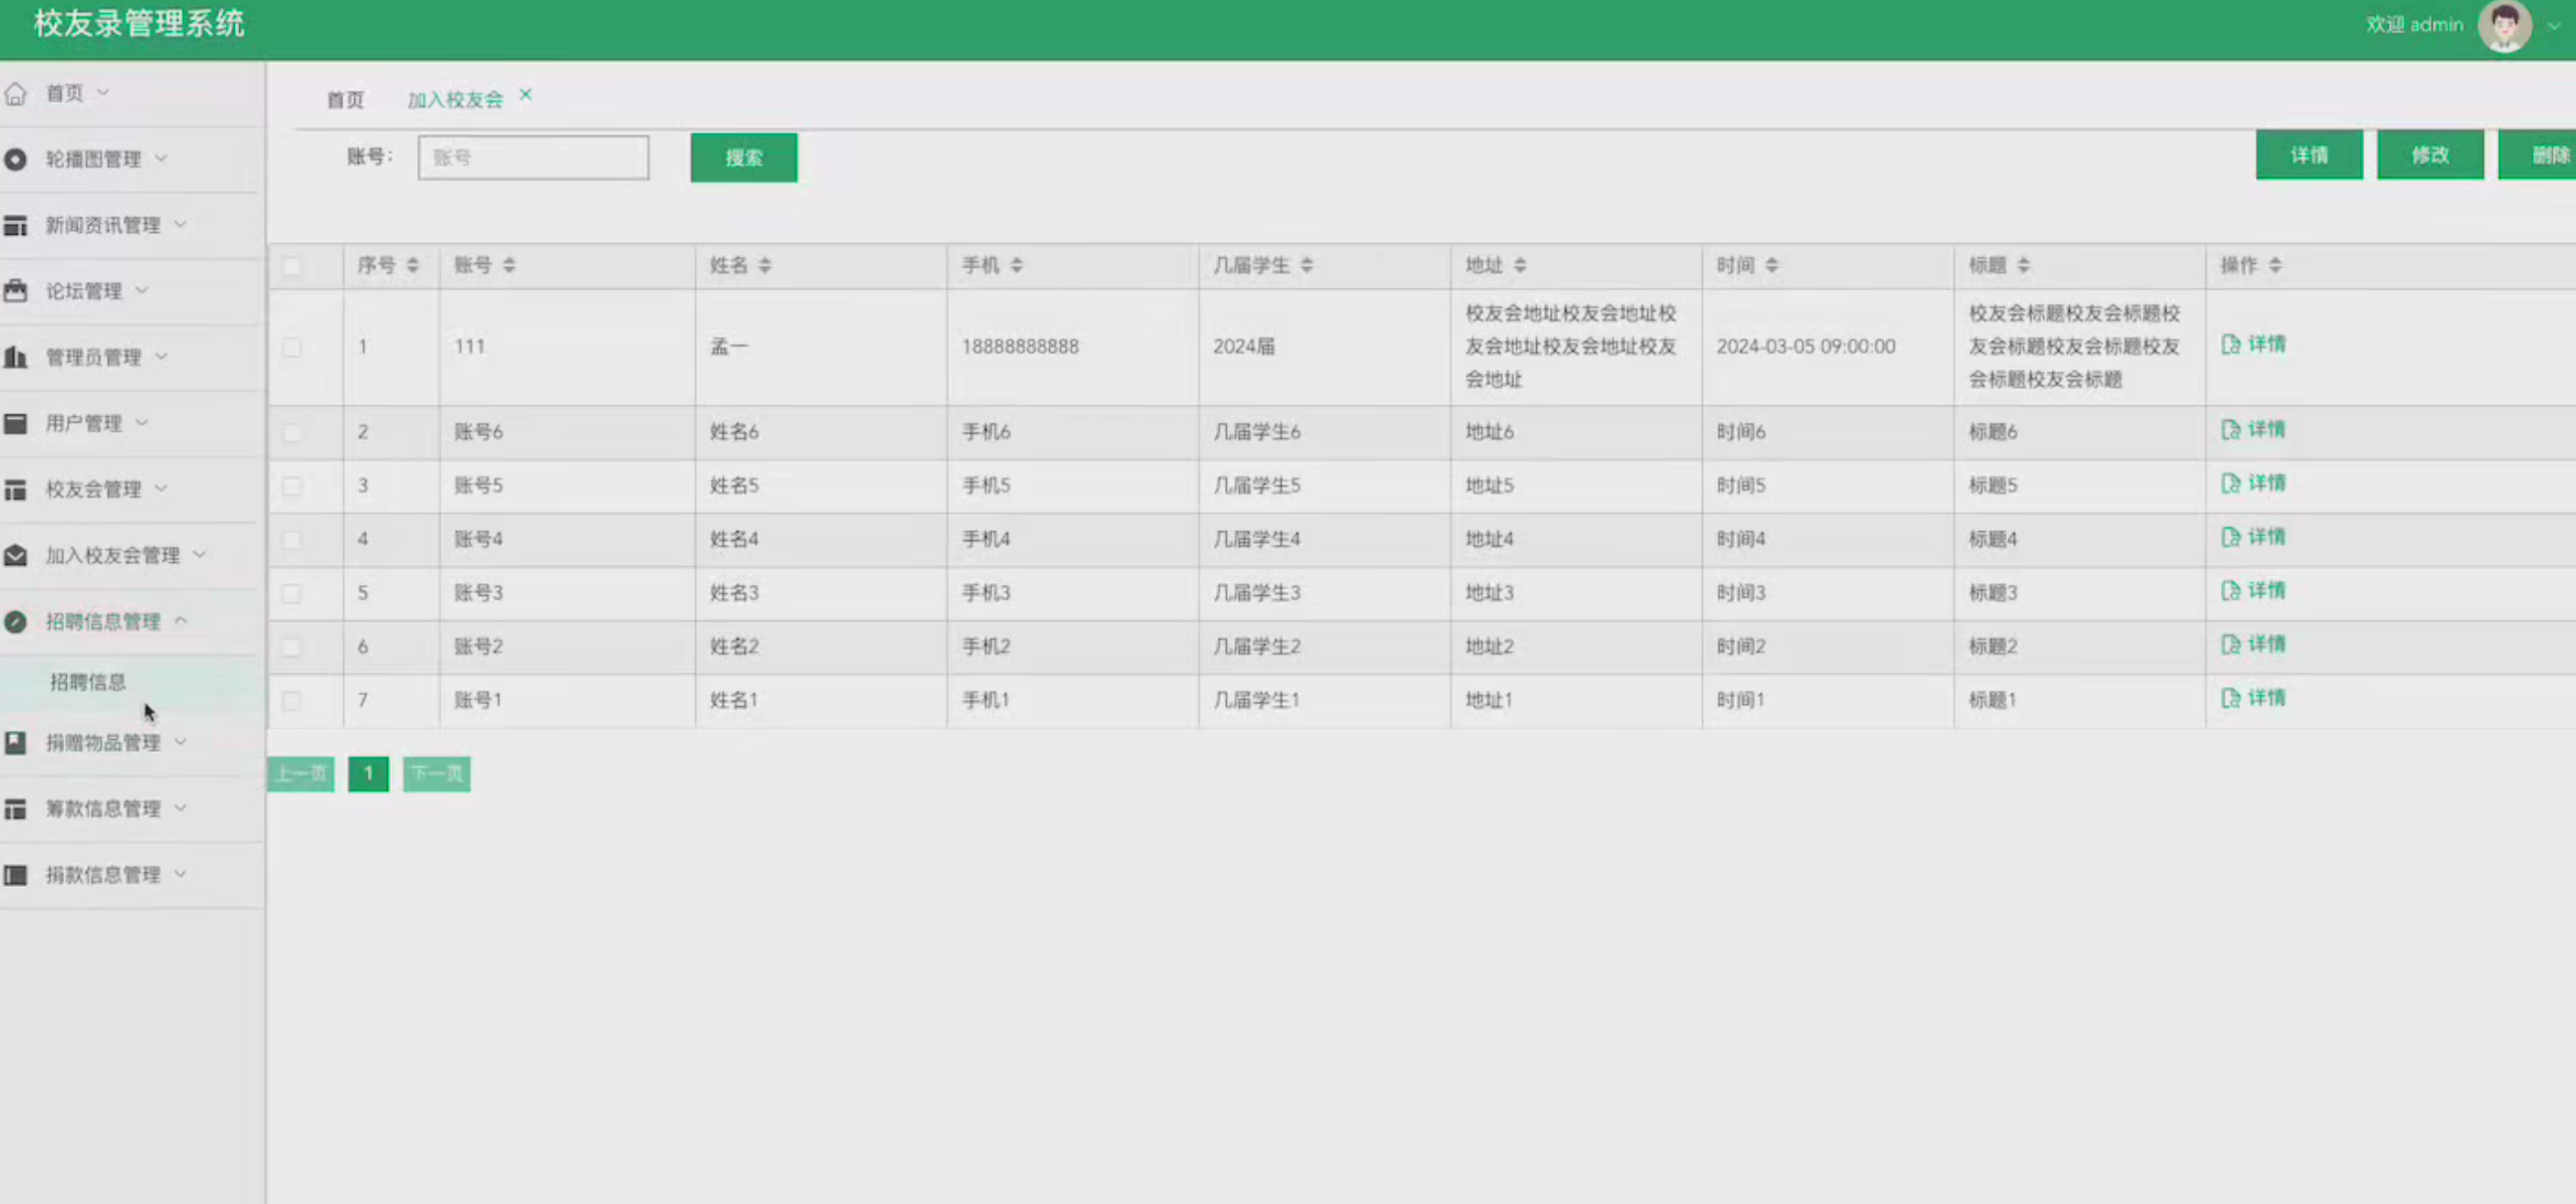 校友录管理系统
欢迎 admin
首页
轮播图管理
新闻资讯管理
论坛管理
管理员管理
用户管理
校友会管理
加入校友会管理
招聘信息管理
招聘信息
捐赠物品管理
筹款信息管理
捐款信息管理
首页 加入校友会 ×
账号: 账号 搜索 详情 修改 删除
序号 账号 姓名 手机 几届学生 地址 时间 标题 操作
1 111 孟一 18888888888 2024届 校友会地址校友会地址校 2024-03-05 09:00:00 校友会标题校友会标题校 详情
友会地址校友会地址校友 友会标题校友会标题校友
会地址 会标题校友会标题
2 账号6 姓名6 手机6 几届学生6 地址6 时间6 标题6 详情
3 账号5 姓名5 手机5 几届学生5 地址5 时间5 标题5 详情
4 账号4 姓名4 手机4 几届学生4 地址4 时间4 标题4 详情
5 账号3 姓名3 手机3 几届学生3 地址3 时间3 标题3 详情
6 账号2 姓名2 手机2 几届学生2 地址2 时间2 标题2 详情
7 账号1 姓名1 手机1 几届学生1 地址1 时间1 标题1 详情
上一页 1 下一页